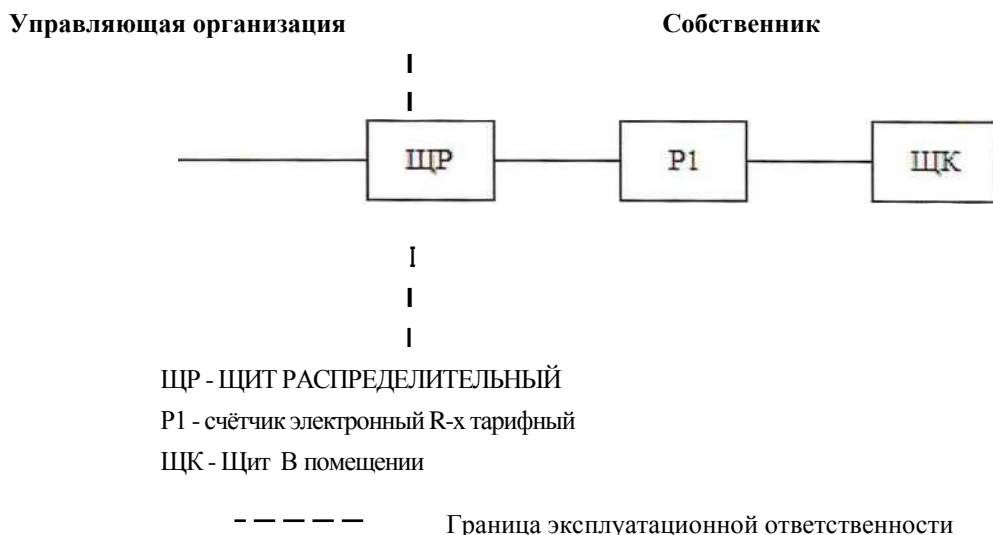 Управляющая организация Собственник
ЩР Р1 ЩК
ЩР - ЩИТ РАСПРЕДЕЛИТЕЛЬНЫЙ
Р1 - счётчик электронный R-х тарифный
ЩК - Щит В помещении
Граница эксплуатационной ответственности